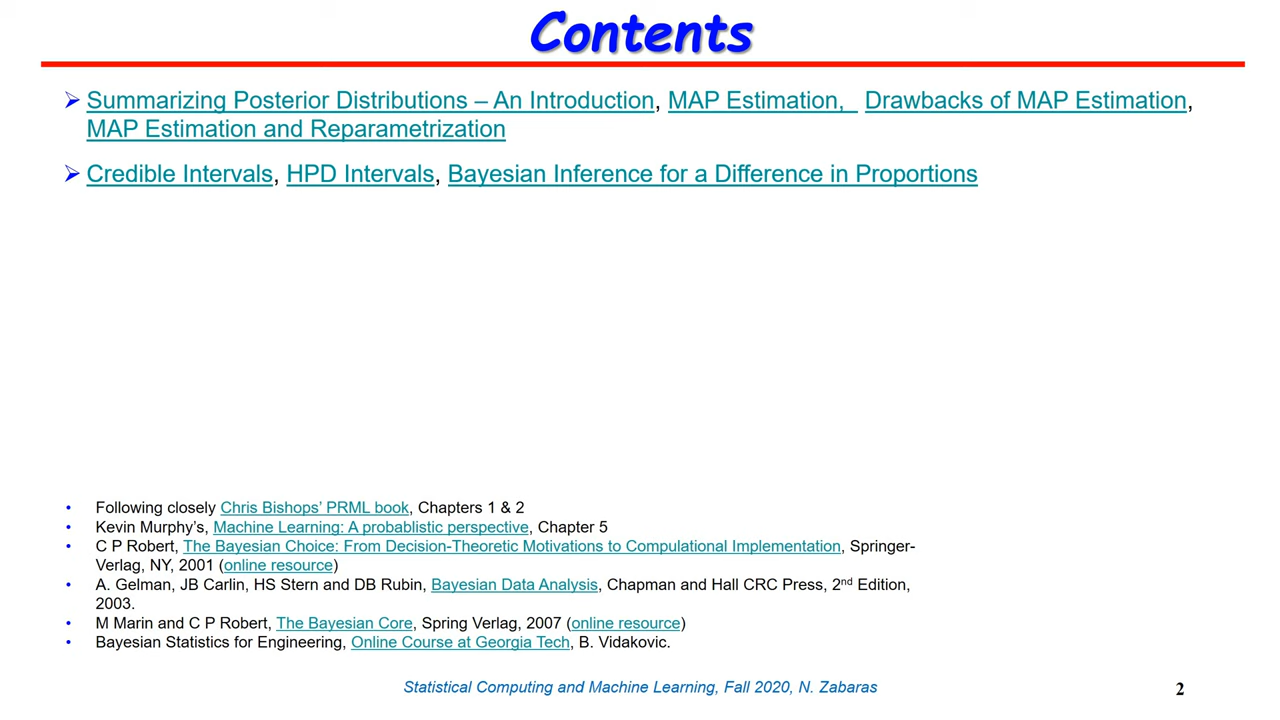 Contents
➢ Summarizing Posterior Distributions – An Introduction, MAP Estimation,  Drawbacks of MAP Estimation,
MAP Estimation and Reparametrization
➢ Credible Intervals, HPD Intervals, Bayesian Inference for a Difference in Proportions
• Following closely Chris Bishops’ PRML book, Chapters 1 & 2
• Kevin Murphy’s, Machine Learning: A probablistic perspective, Chapter 5
• C P Robert, The Bayesian Choice: From Decision-Theoretic Motivations to Computational Implementation, Springer-
Verlag, NY, 2001 (online resource)
• A. Gelman, JB Carlin, HS Stern and DB Rubin, Bayesian Data Analysis, Chapman and Hall CRC Press, 2nd Edition,
2003.
• M Marin and C P Robert, The Bayesian Core, Spring Verlag, 2007 (online resource)
• Bayesian Statistics for Engineering, Online Course at Georgia Tech, B. Vidakovic.
Statistical Computing and Machine Learning, Fall 2020, N. Zabaras
2